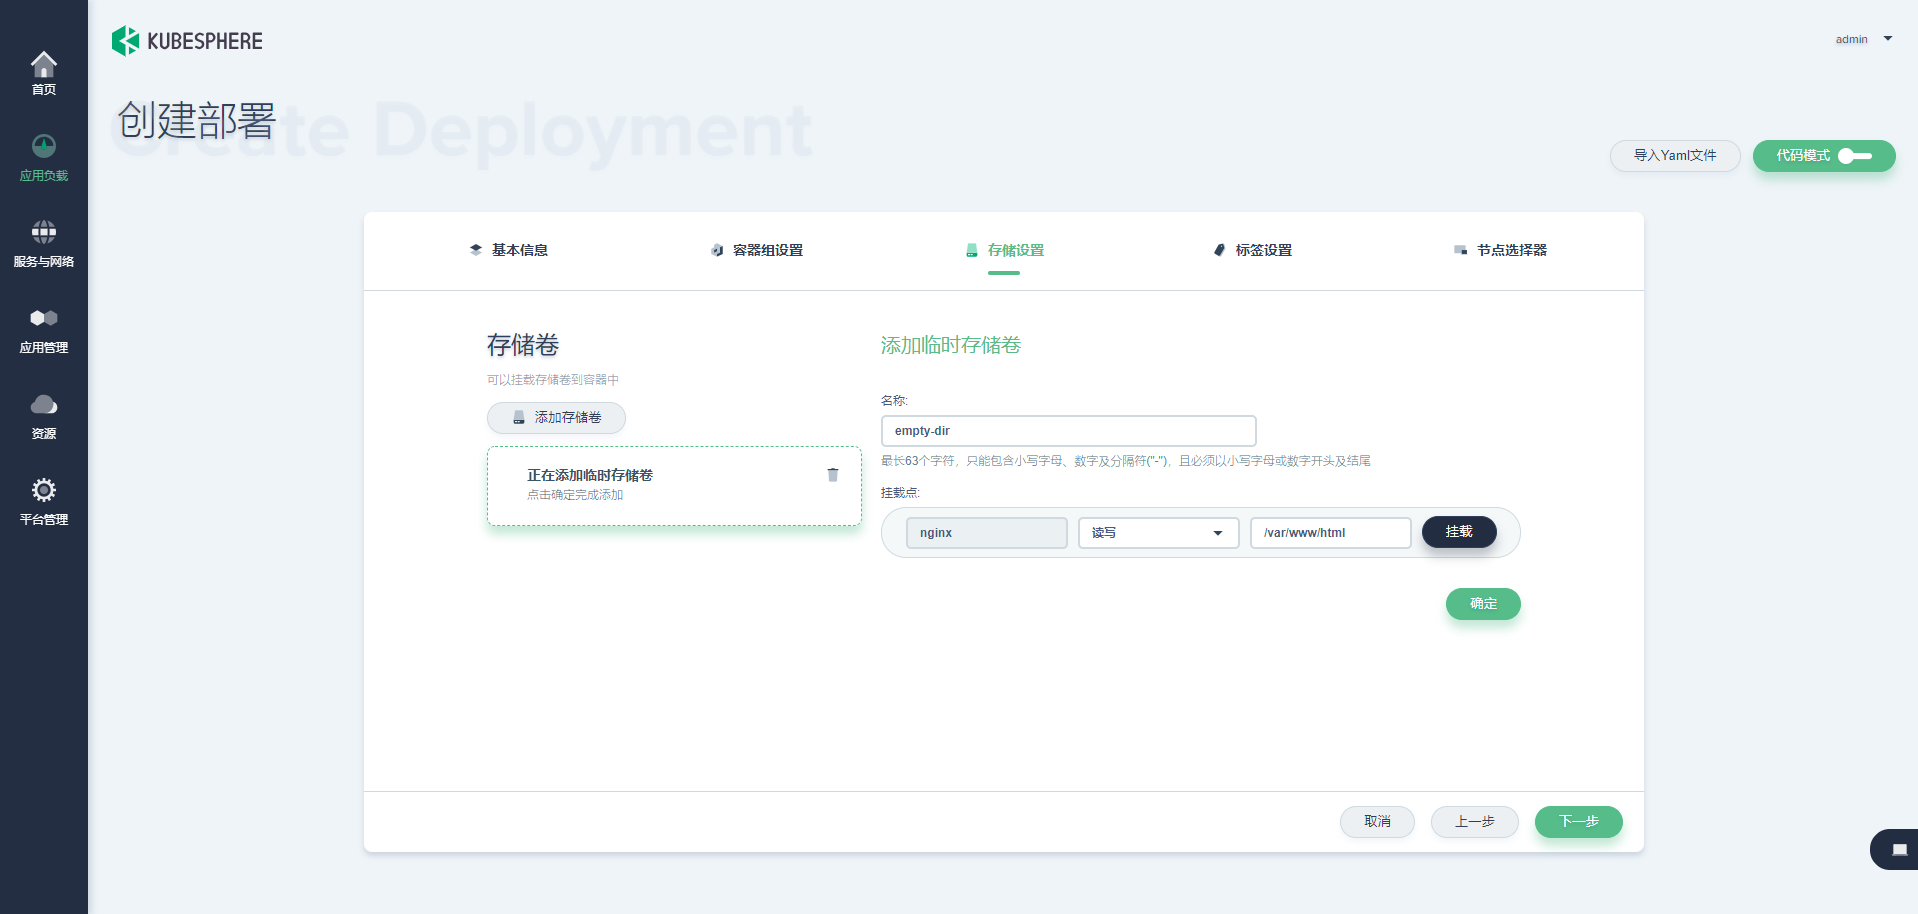 KUBESPHERE
admin
首页
应用负载
服务与网络
应用管理
资源
平台管理
创建部署
Create Deployment
导入Yaml文件
代码模式
基本信息
容器组设置
存储设置
标签设置
节点选择器
存储卷
可以挂载存储卷到容器中
添加存储卷
正在添加临时存储卷
点击确定完成添加
添加临时存储卷
名称:
empty-dir
最长63个字符，只能包含小写字母、数字及分隔符("-")，且必须以小写字母或数字开头及结尾
挂载点:
nginx
读写
/var/www/html
挂载
确定
取消
上一步
下一步